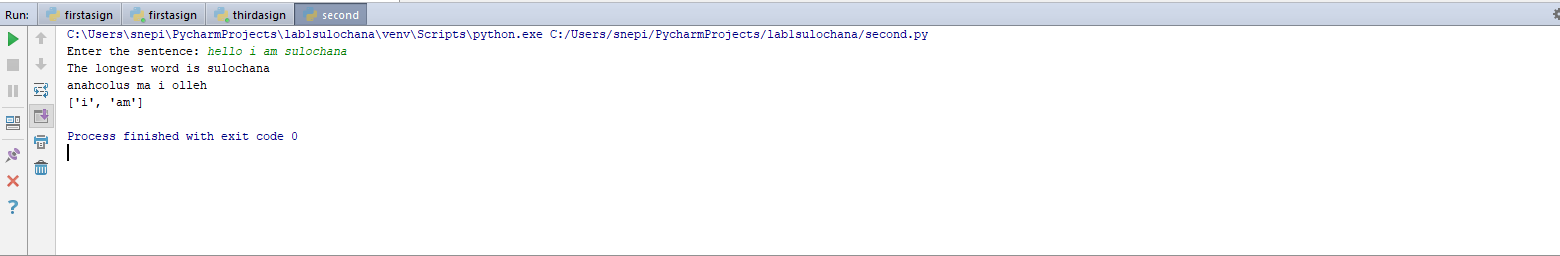 Run: firstasign firstasign thirdasign second
C:\Users\snepi\PycharmProjects\lab1sulochana\venv\Scripts\python.exe C:/Users/snepi/PycharmProjects/lab1sulochana/second.py
Enter the sentence: hello i am sulochana
The longest word is sulochana
anahcolus ma i olleh
['i', 'am']
Process finished with exit code 0